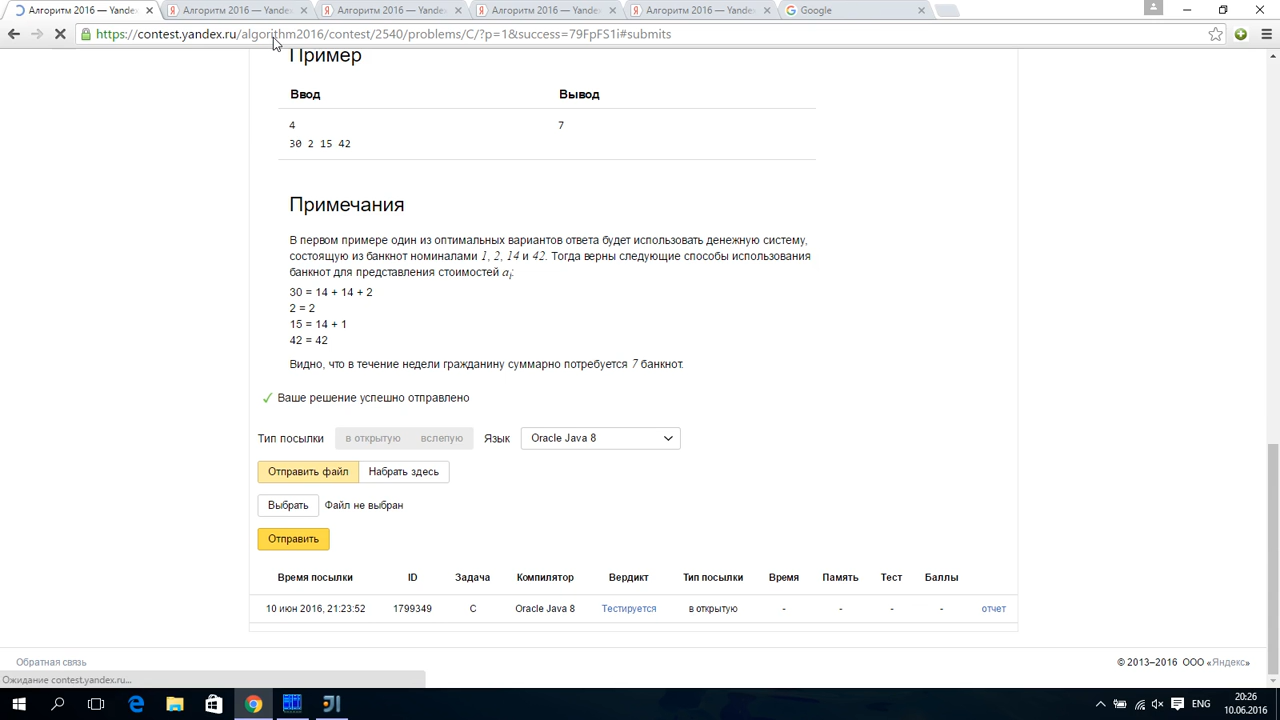 Алгоритм 2016 — Yandex
Алгоритм 2016 — Yandex
Алгоритм 2016 — Yandex
Алгоритм 2016 — Yandex
Алгоритм 2016 — Yandex
Google
https://contest.yandex.ru/algorithm2016/contest/2540/problems/C/?p=1&success=79FpFS1i#submits
Пример
Ввод Вывод
4 7
30 2 15 42
Примечания
В первом примере один из оптимальных вариантов ответа будет использовать денежную систему,
состоящую из банкнот номиналами 1, 2, 14 и 42. Тогда верны следующие способы использования
банкнот для представления стоимостей ai:
30 = 14 + 14 + 2
2 = 2
15 = 14 + 1
42 = 42
Видно, что в течение недели гражданину суммарно потребуется 7 банкнот.
✓ Ваше решение успешно отправлено
Тип посылки в открытую вслепую Язык Oracle Java 8
Отправить файл Набрать здесь
Выбрать Файл не выбран
Отправить
Время посылки ID Задача Компилятор Вердикт Тип посылки Время Память Тест Баллы
10 июн 2016, 21:23:52 1799349 C Oracle Java 8 Тестируется в открытую - - - - отчет
Обратная связь © 2013–2016 ООО «Яндекс»
Ожидание contest.yandex.ru...
ENG
20:26
10.06.2016